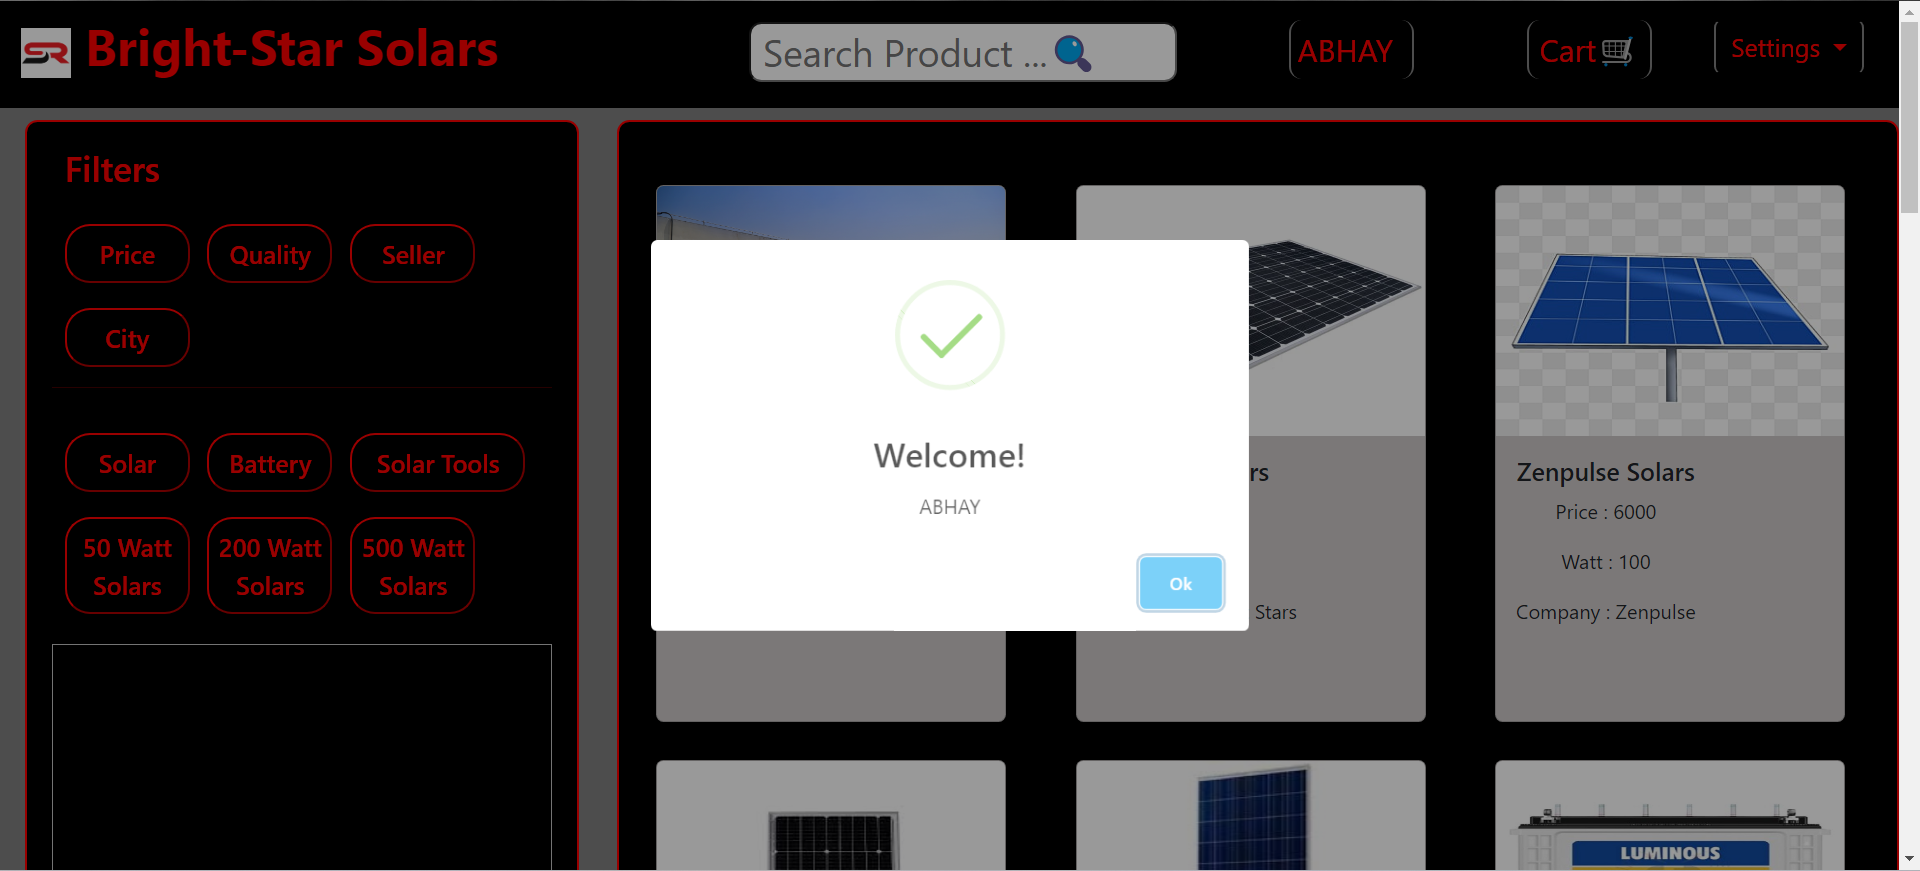 SR Bright-Star Solars
Search Product ...
ABHAY
Cart
Settings
Filters
Price
Quality
Seller
City
Solar
Battery
Solar Tools
50 Watt
Solars
200 Watt
Solars
500 Watt
Solars
Welcome!
ABHAY
Ok
rs
Stars
Zenpulse Solars
Price : 6000
Watt : 100
Company : Zenpulse
LUMINOUS